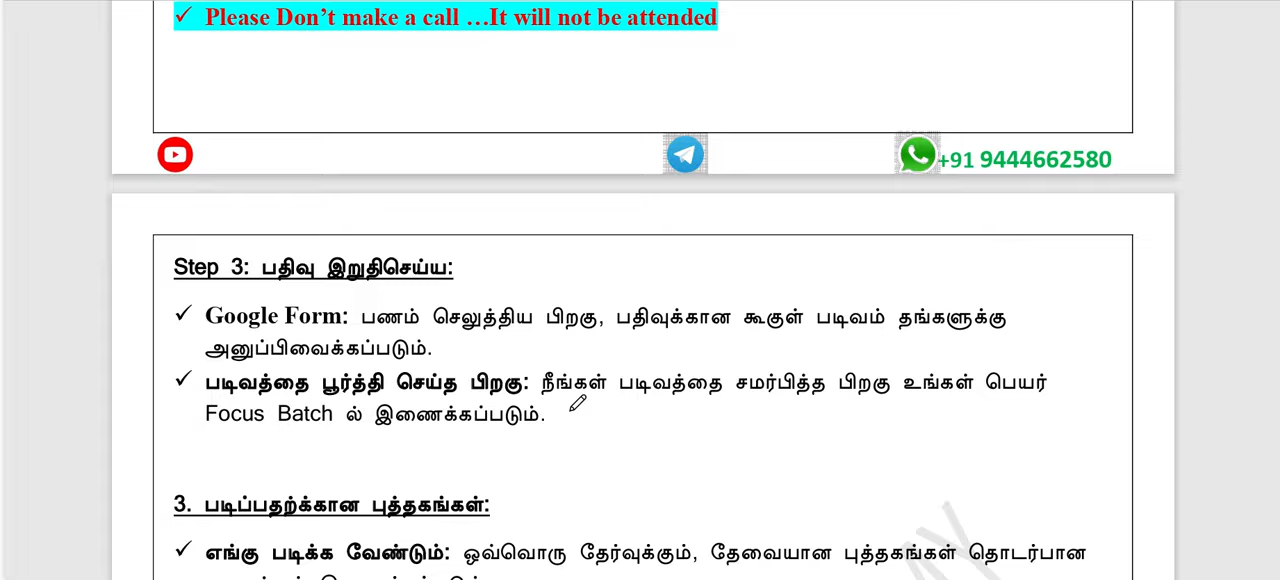 ✓ Please Don’t make a call …It will not be attended
+91 9444662580
Step 3: பதிவு இறுதிசெய்ய:
✓ Google Form: பணம் செலுத்திய பிறகு, பதிவுக்கான கூகுள் படிவம் தங்களுக்கு
அனுப்பிவைக்கப்படும்.
✓ படிவத்தை பூர்த்தி செய்த பிறகு: நீங்கள் படிவத்தை சமர்பித்த பிறகு உங்கள் பெயர்
Focus Batch ல் இணைக்கப்படும்.
3. படிப்பதற்க்கான புத்தகங்கள்:
✓ எங்கு படிக்க வேண்டும்: ஒவ்வொரு தேர்வுக்கும், தேவையான புத்தகங்கள் தொடர்பான